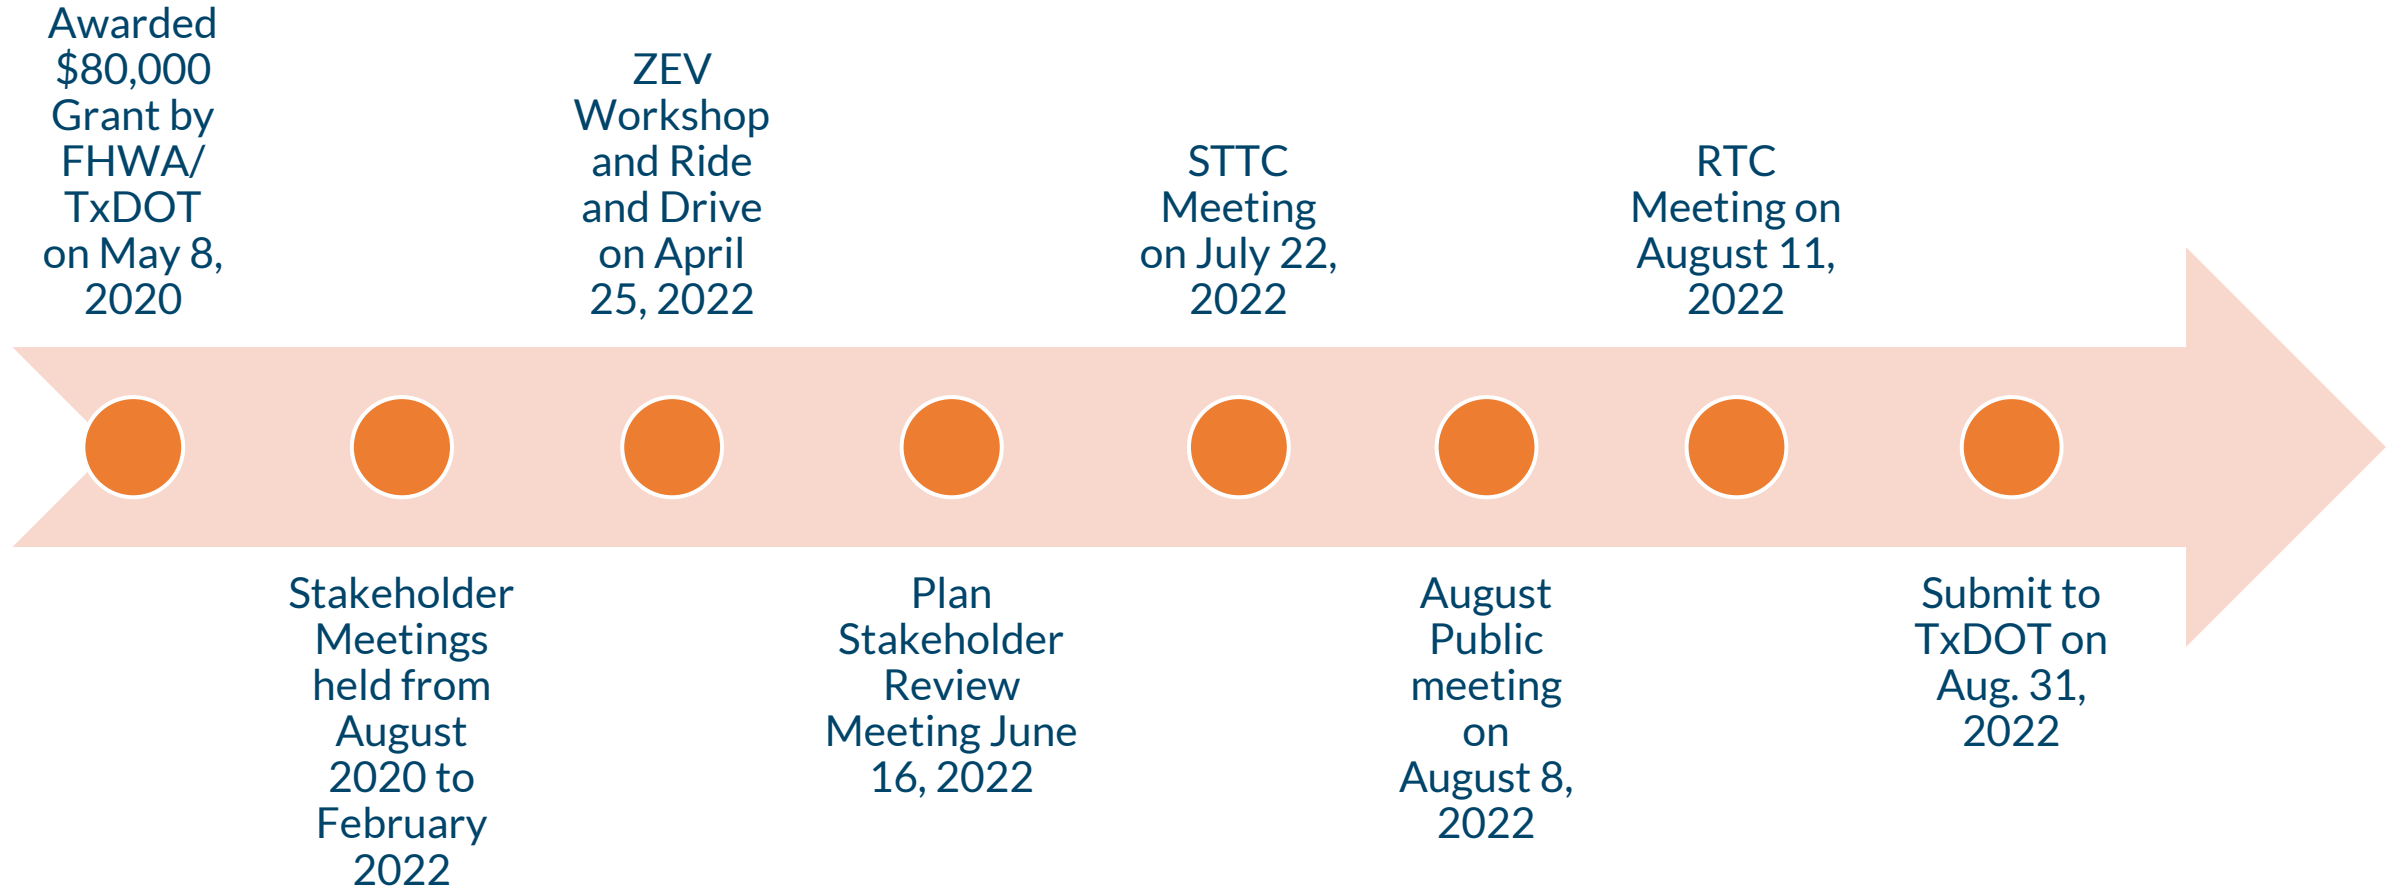 Awarded
$80,000
Grant by
FHWA/
TxDOT
on May 8,
2020
Stakeholder
Meetings
held from
August
2020 to
February
2022
ZEV
Workshop
and Ride
and Drive
on April
25, 2022
Plan
Stakeholder
Review
Meeting June
16, 2022
STTC
Meeting
on July 22,
2022
August
Public
meeting
on
August 8,
2022
RTC
Meeting on
August 11,
2022
Submit to
TxDOT on
Aug. 31,
2022